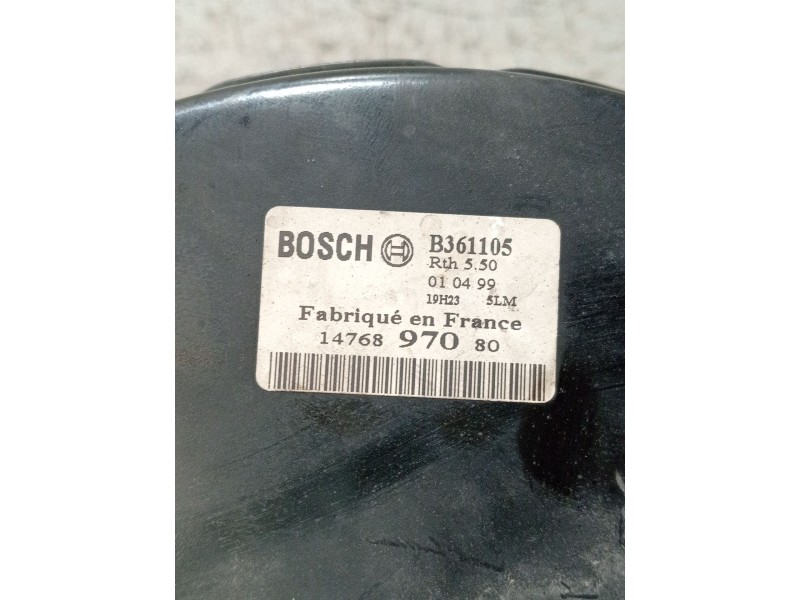 BOSCH B361105
Rth 5.50
01 04 99
19H23 5LM
Fabriqué en France
14768 970 80